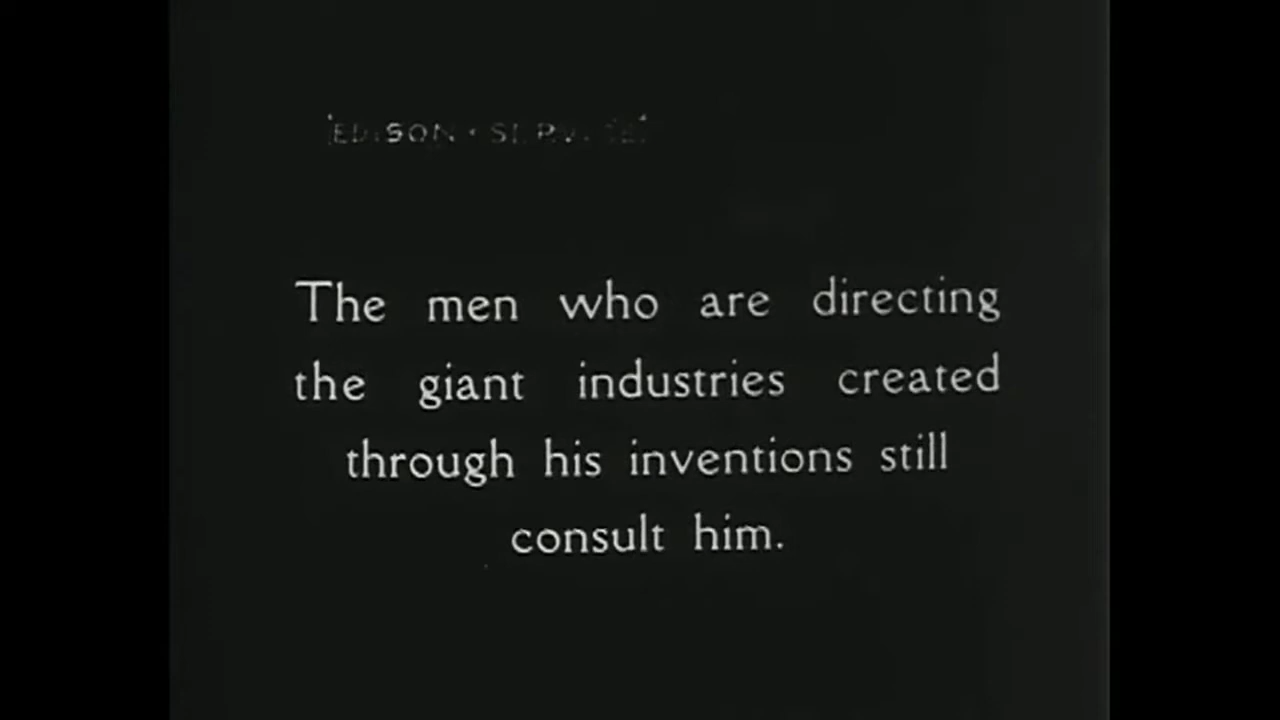 The men who are directing
the giant industries created
through his inventions still
consult him.